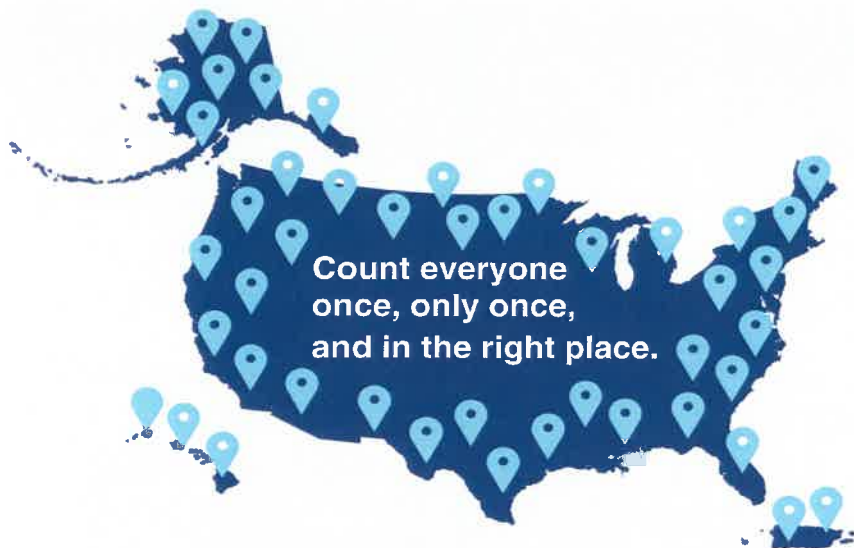 Count everyone
once, only once,
and in the right place.